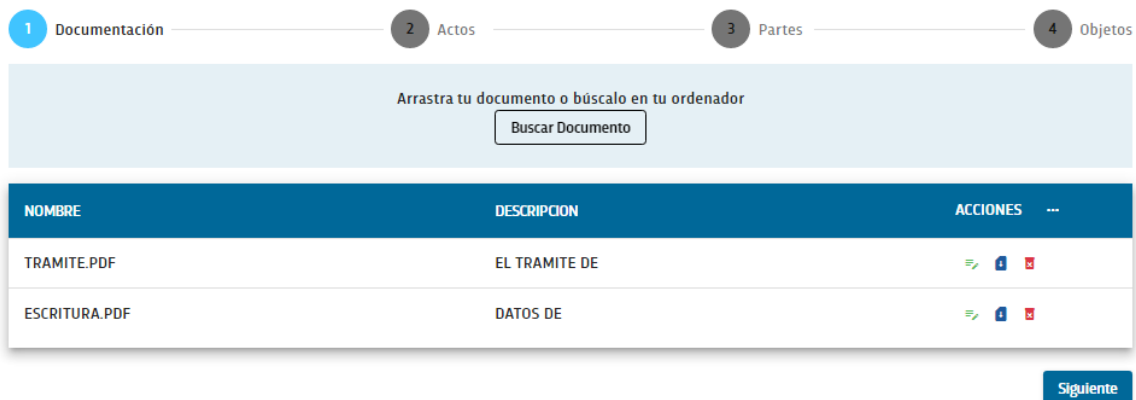 1 Documentación 2 Actos 3 Partes 4 Objetos
Arrastra tu documento o búscalo en tu ordenador
Buscar Documento
NOMBRE DESCRIPCION ACCIONES ...
TRAMITE.PDF EL TRAMITE DE
ESCRITURA.PDF DATOS DE
Siguiente